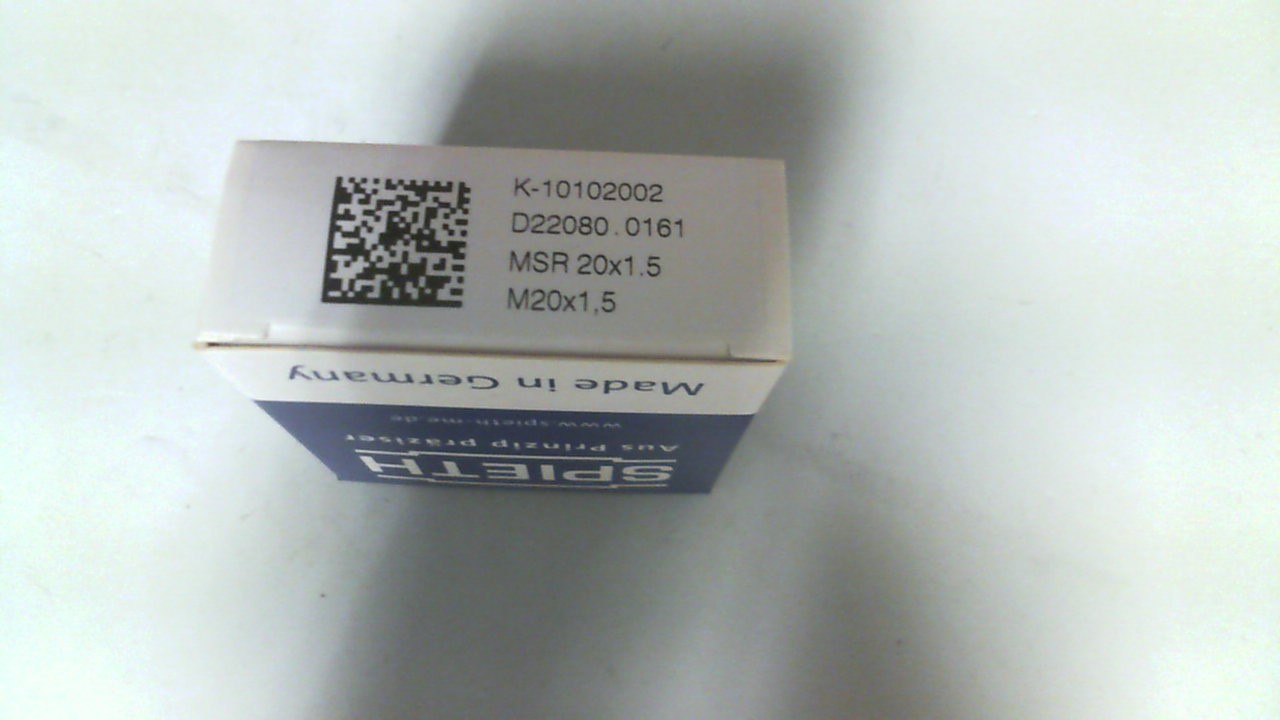 K-10102002
D22080.0161
MSR 20x1.5
M20x1,5
Made in Germany
www.spieth-me.de
Aus Prinzip präziser
SPIETH